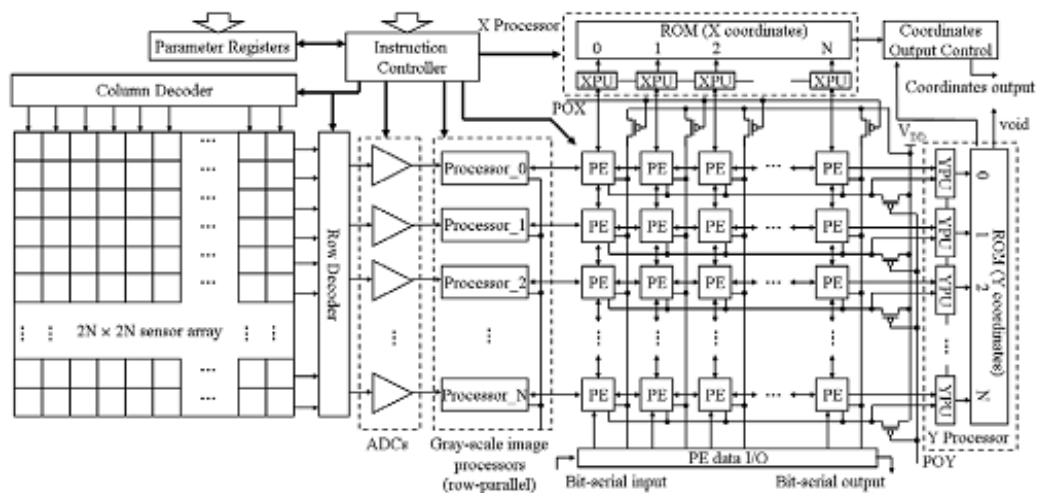 X Processor
ROM (X coordinates)
0 1 2 N
Parameter Registers
Instruction
Controller
Coordinates
Output Control
Coordinates output
Column Decoder
XPU XPU XPU XPU
POX
void
VDD
Row Decoder
Processor_0
PE PE PE ... PE
YPU
0
Processor_1
PE PE PE ... PE
YPU
1
Processor_2
PE PE PE ... PE
YPU
2
ROM (Y coordinates)
2N × 2N sensor array
Processor_N
PE PE PE ... PE
YPU
N
Y Processor
ADCs
Gray-scale image
processors
(row-parallel)
PE data I/O
POY
Bit-serial input
Bit-serial output